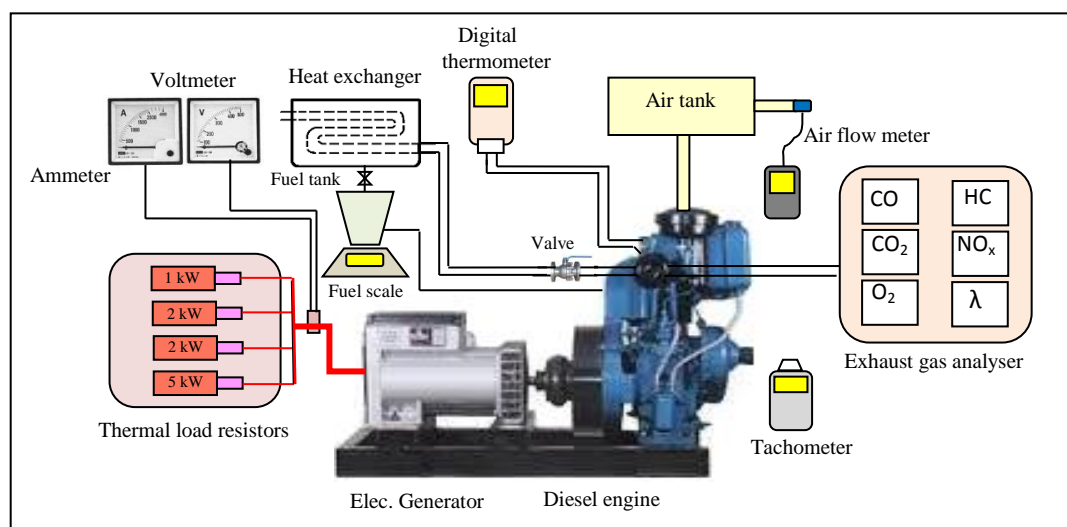 Digital
thermometer
Voltmeter
Heat exchanger
Air tank
A
V
Air flow meter
Ammeter
Fuel tank
CO
HC
CO₂
NOₓ
O₂
λ
Valve
Fuel scale
1 kW
2 kW
2 kW
5 kW
Exhaust gas analyser
Thermal load resistors
Tachometer
Elec. Generator
Diesel engine